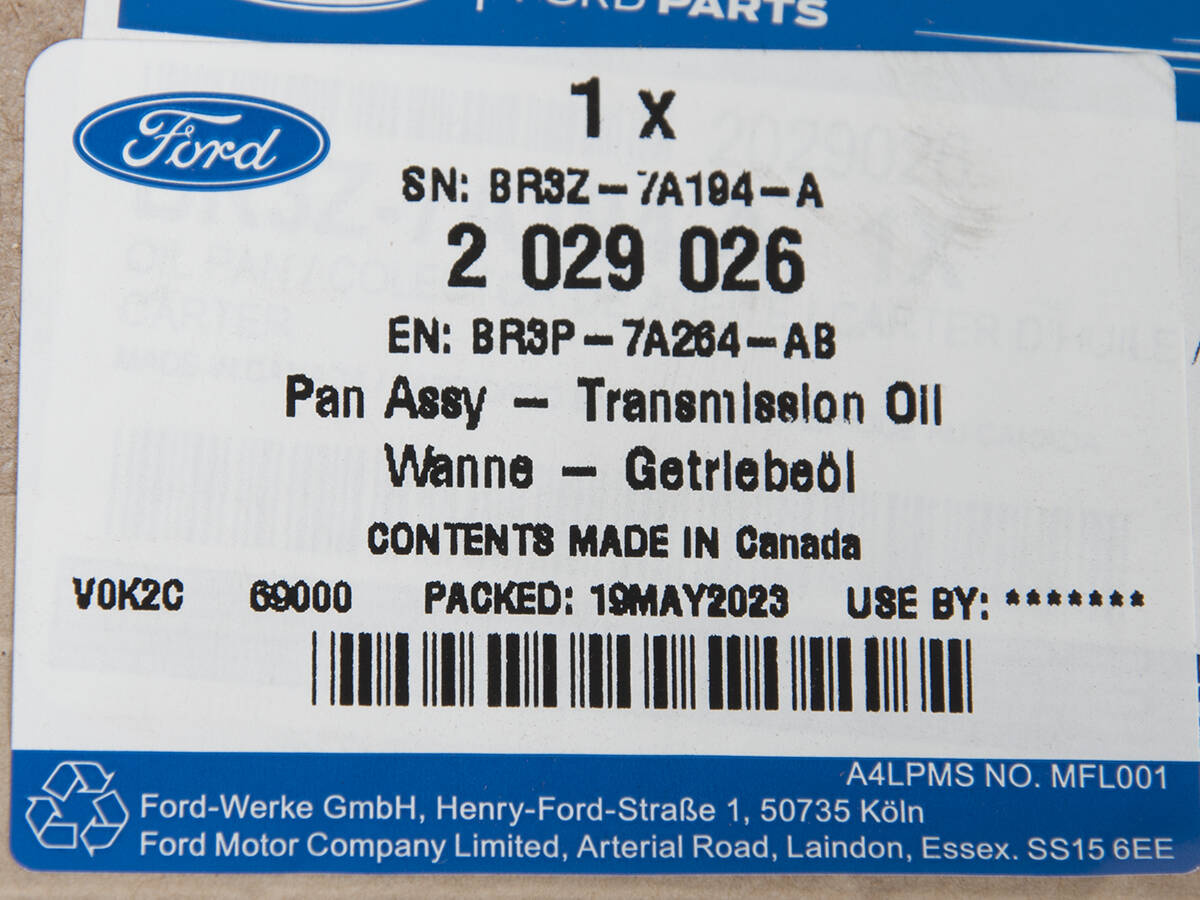 FORD PARTS
Ford
1 x
SN: BR3Z-7A194-A
2 029 026
EN: BR3P-7A264-AB
Pan Assy - Transmission Oil
Wanne - Getriebeöl
CONTENTS MADE IN Canada
V0K2C 69000 PACKED: 19MAY2023 USE BY: *******
A4LPMS NO. MFL001
Ford-Werke GmbH, Henry-Ford-Straße 1, 50735 Köln
Ford Motor Company Limited, Arterial Road, Laindon, Essex. SS15 6EE